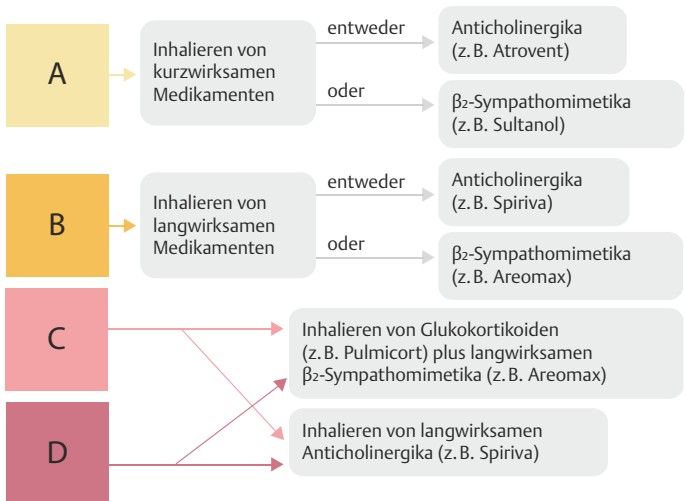 A
Inhalieren von
kurzwirksamen
Medikamenten
entweder
Anticholinergika
(z. B. Atrovent)
oder
β2-Sympathomimetika
(z. B. Sultanol)
B
Inhalieren von
langwirksamen
Medikamenten
entweder
Anticholinergika
(z. B. Spiriva)
oder
β2-Sympathomimetika
(z. B. Areomax)
C
Inhalieren von Glukokortikoiden
(z. B. Pulmicort) plus langwirksamen
β2-Sympathomimetika (z. B. Areomax)
D
Inhalieren von langwirksamen
Anticholinergika (z. B. Spiriva)